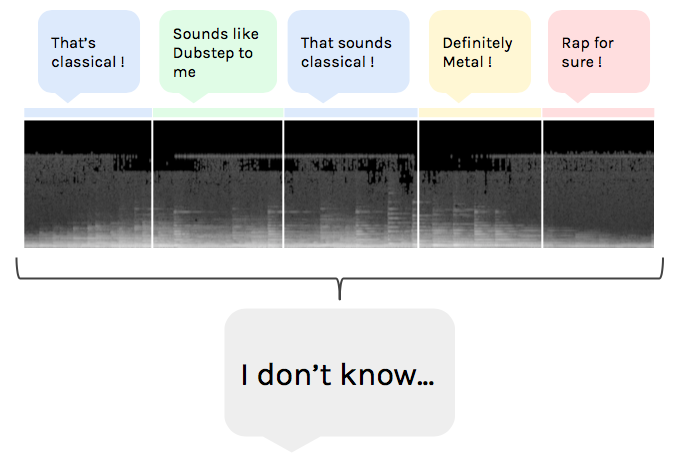 That's
classical !
Sounds like
Dubstep to
me
That sounds
classical !
Definitely
Metal !
Rap for
sure !
I don't know...